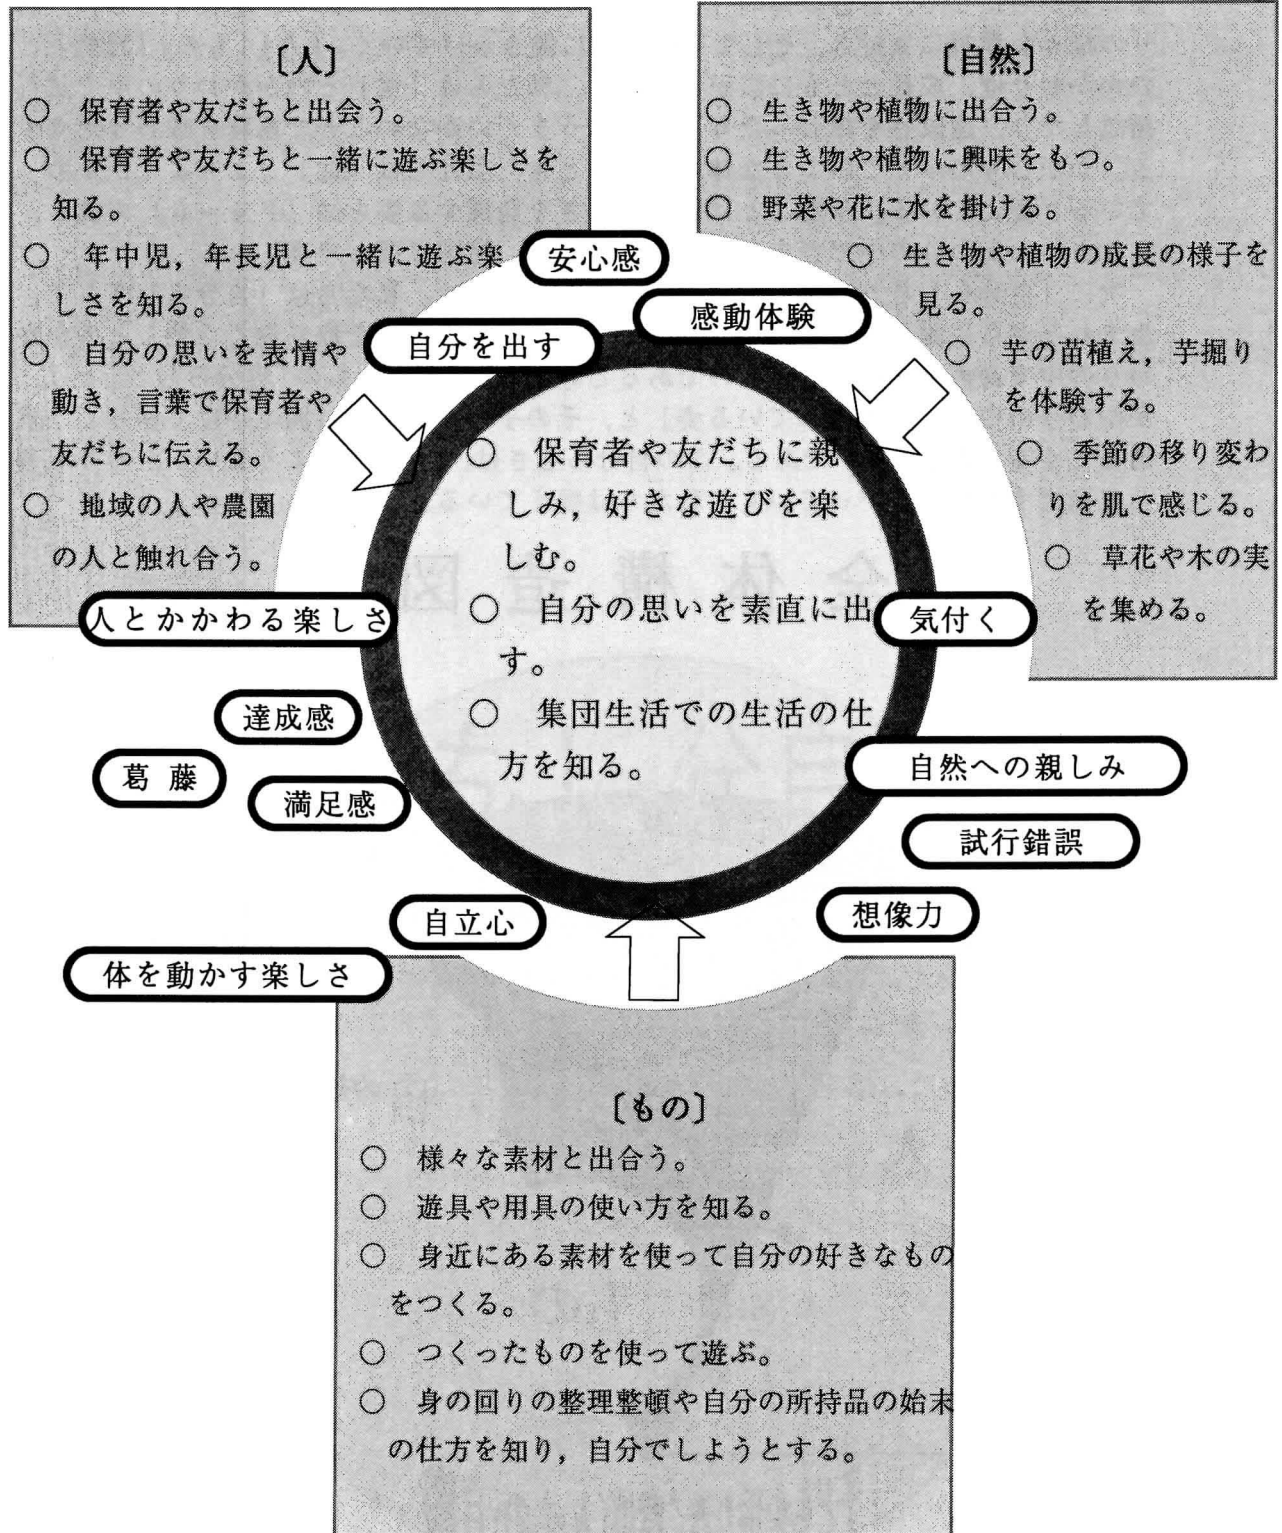 〔人〕
○　保育者や友だちと出会う。
○　保育者や友だちと一緒に遊ぶ楽しさを
知る。
○　年中児，年長児と一緒に遊ぶ楽
しさを知る。
○　自分の思いを表情や
動き，言葉で保育者や
友だちに伝える。
○　地域の人や農園
の人と触れ合う。
〔自然〕
○　生き物や植物に出合う。
○　生き物や植物に興味をもつ。
○　野菜や花に水を掛ける。
○　生き物や植物の成長の様子を
見る。
○　芋の苗植え，芋掘り
を体験する。
○　季節の移り変わ
りを肌で感じる。
○　草花や木の実
を集める。
安心感
感動体験
自分を出す
○　保育者や友だちに親
しみ，好きな遊びを楽
しむ。
○　自分の思いを素直に出
す。
○　集団生活での生活の仕
方を知る。
人とかかわる楽しさ
気付く
達成感
葛藤
満足感
自然への親しみ
試行錯誤
自立心
想像力
体を動かす楽しさ
〔もの〕
○　様々な素材と出合う。
○　遊具や用具の使い方を知る。
○　身近にある素材を使って自分の好きなもの
をつくる。
○　つくったものを使って遊ぶ。
○　身の回りの整理整頓や自分の所持品の始末
の仕方を知り，自分でしようとする。